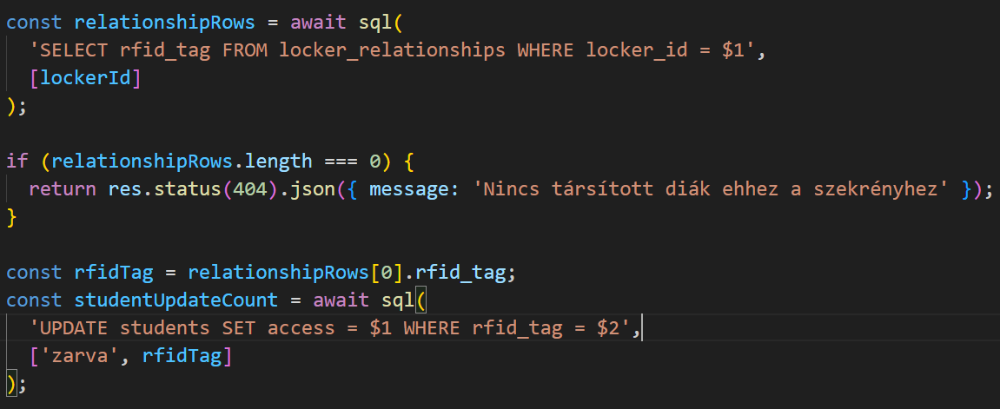 const relationshipRows = await sql(
'SELECT rfid_tag FROM locker_relationships WHERE locker_id = $1',
[lockerId]
);
if (relationshipRows.length === 0) {
return res.status(404).json({ message: 'Nincs társított diák ehhez a szekrényhez' });
}
const rfidTag = relationshipRows[0].rfid_tag;
const studentUpdateCount = await sql(
'UPDATE students SET access = $1 WHERE rfid_tag = $2',
['zarva', rfidTag]
);